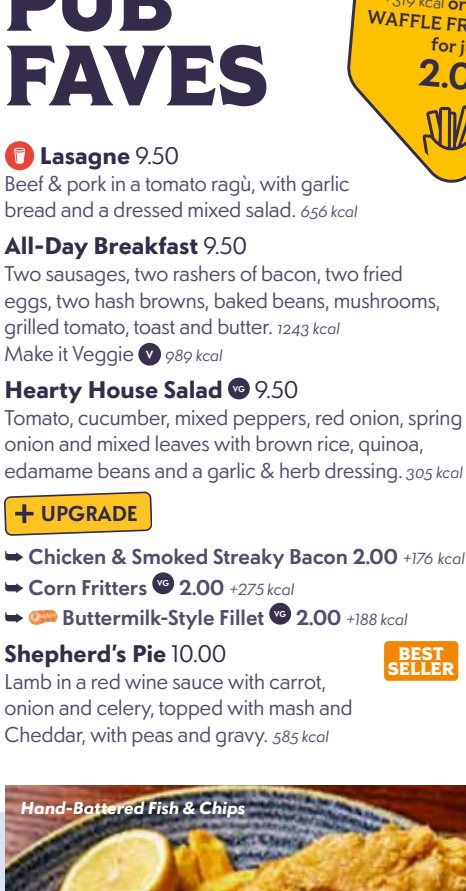 PUB
FAVES
+319 kcal or
WAFFLE FR
for j
2.0
Lasagne 9.50
Beef & pork in a tomato ragù, with garlic
bread and a dressed mixed salad. 656 kcal
All-Day Breakfast 9.50
Two sausages, two rashers of bacon, two fried
eggs, two hash browns, baked beans, mushrooms,
grilled tomato, toast and butter. 1243 kcal
Make it Veggie V 989 kcal
Hearty House Salad VG 9.50
Tomato, cucumber, mixed peppers, red onion, spring
onion and mixed leaves with brown rice, quinoa,
edamame beans and a garlic & herb dressing. 305 kcal
+ UPGRADE
➥ Chicken & Smoked Streaky Bacon 2.00 +176 kcal
➥ Corn Fritters VG 2.00 +275 kcal
➥ Buttermilk-Style Fillet VG 2.00 +188 kcal
Shepherd's Pie 10.00
BEST
SELLER
Lamb in a red wine sauce with carrot,
onion and celery, topped with mash and
Cheddar, with peas and gravy. 585 kcal
Hand-Battered Fish & Chips